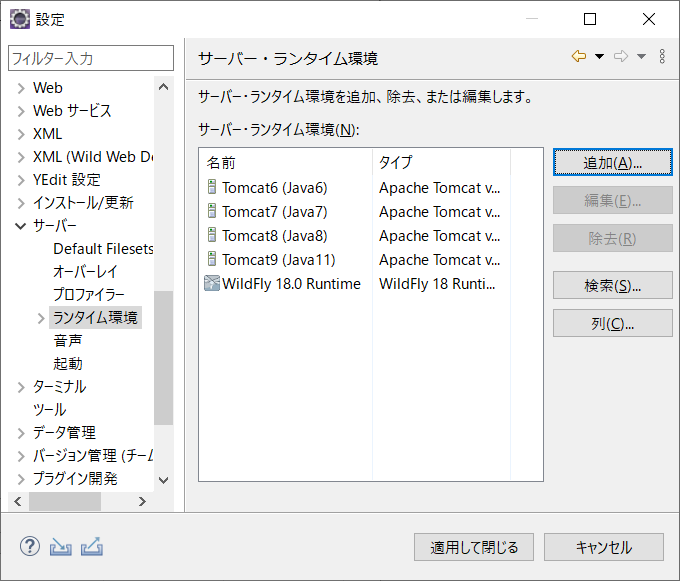 設定
フィルター入力
Web
Web サービス
XML
XML (Wild Web De
YEdit 設定
インストール/更新
サーバー
Default Filesets
オーバーレイ
プロファイラー
ランタイム環境
音声
起動
ターミナル
ツール
データ管理
バージョン管理 (チーム
プラグイン開発
サーバー・ランタイム環境
サーバー・ランタイム環境を追加、除去、または編集します。
サーバー・ランタイム環境(N):
名前 タイプ
Tomcat6 (Java6) Apache Tomcat v...
Tomcat7 (Java7) Apache Tomcat v...
Tomcat8 (Java8) Apache Tomcat v...
Tomcat9 (Java11) Apache Tomcat v...
WildFly 18.0 Runtime WildFly 18 Runti...
追加(A)...
編集(E)...
除去(R)
検索(S)...
列(C)...
適用して閉じる キャンセル